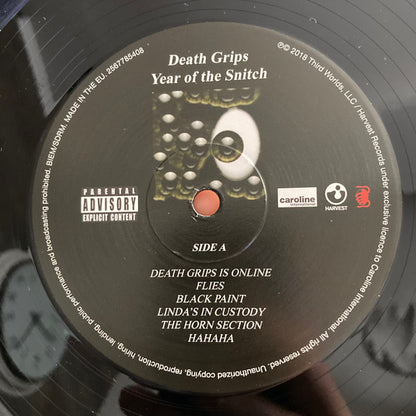 Death Grips
Year of the Snitch
PARENTAL
ADVISORY
EXPLICIT CONTENT
caroline
international
HARVEST
SIDE A
DEATH GRIPS IS ONLINE
FLIES
BLACK PAINT
LINDA'S IN CUSTODY
THE HORN SECTION
HAHAHA
℗© 2018 Third Worlds, LLC / Harvest Records under exclusive licence to Caroline International. All rights reserved. Unauthorized copying, reproduction, hiring, lending, public performance and broadcasting prohibited. BIEM/SDRM. MADE IN THE EU. 2567765408